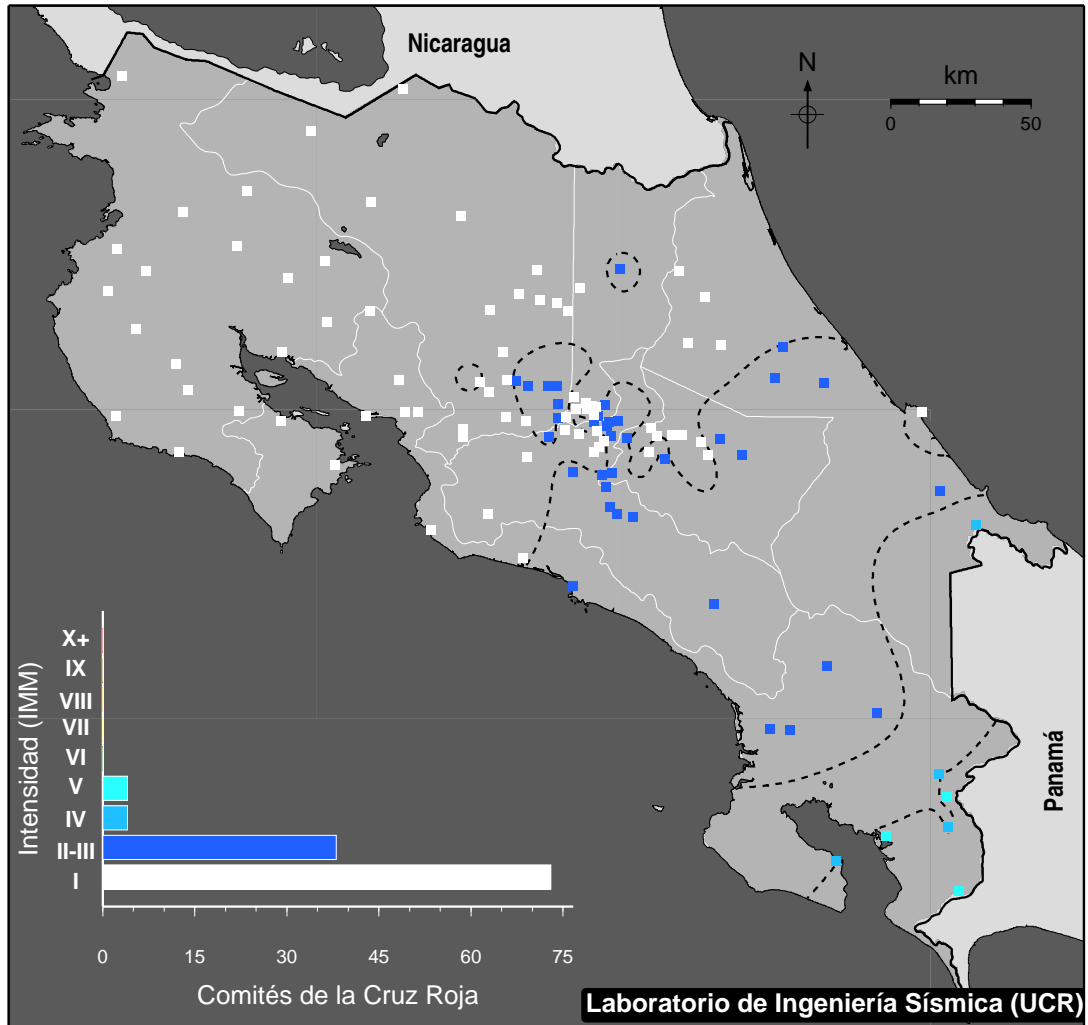 Nicaragua
N
km
0 50
Panamá
Intensidad (IMM)
X+
IX
VIII
VII
VI
V
IV
II-III
I
0 15 30 45 60 75
Comités de la Cruz Roja
Laboratorio de Ingeniería Sísmica (UCR)